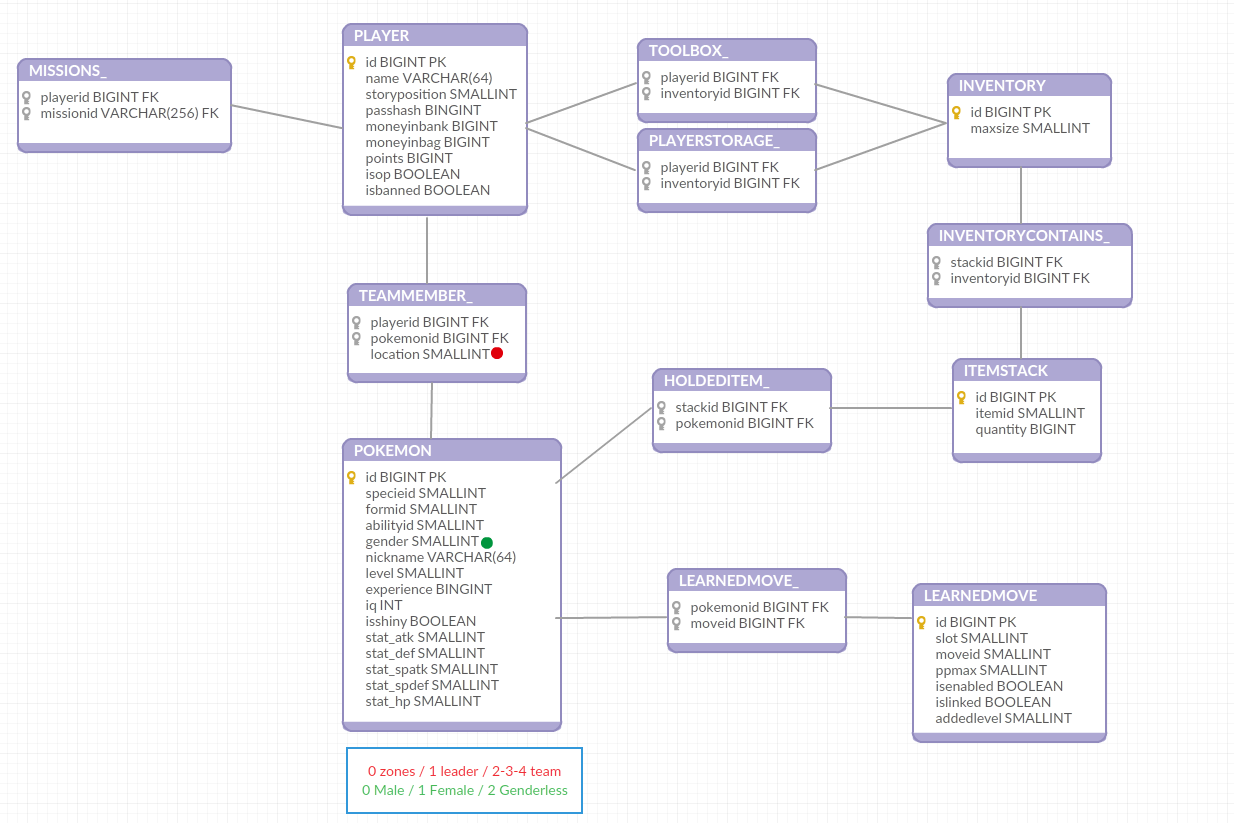 MISSIONS_
playerid BIGINT FK
missionid VARCHAR(256) FK
PLAYER
id BIGINT PK
name VARCHAR(64)
storyposition SMALLINT
passhash BINGINT
moneyinbank BIGINT
moneyinbag BIGINT
points BIGINT
isop BOOLEAN
isbanned BOOLEAN
TOOLBOX_
playerid BIGINT FK
inventoryid BIGINT FK
PLAYERSTORAGE_
playerid BIGINT FK
inventoryid BIGINT FK
INVENTORY
id BIGINT PK
maxsize SMALLINT
INVENTORYCONTAINS_
stackid BIGINT FK
inventoryid BIGINT FK
TEAMMEMBER_
playerid BIGINT FK
pokemonid BIGINT FK
location SMALLINT
HOLDEDITEM_
stackid BIGINT FK
pokemonid BIGINT FK
ITEMSTACK
id BIGINT PK
itemid SMALLINT
quantity BIGINT
POKEMON
id BIGINT PK
specieid SMALLINT
formid SMALLINT
abilityid SMALLINT
gender SMALLINT
nickname VARCHAR(64)
level SMALLINT
experience BINGINT
iq INT
isshiny BOOLEAN
stat_atk SMALLINT
stat_def SMALLINT
stat_spatk SMALLINT
stat_spdef SMALLINT
stat_hp SMALLINT
LEARNEDMOVE_
pokemonid BIGINT FK
moveid BIGINT FK
LEARNEDMOVE
id BIGINT PK
slot SMALLINT
moveid SMALLINT
ppmax SMALLINT
isenabled BOOLEAN
islinked BOOLEAN
addedlevel SMALLINT
0 zones / 1 leader / 2-3-4 team
0 Male / 1 Female / 2 Genderless